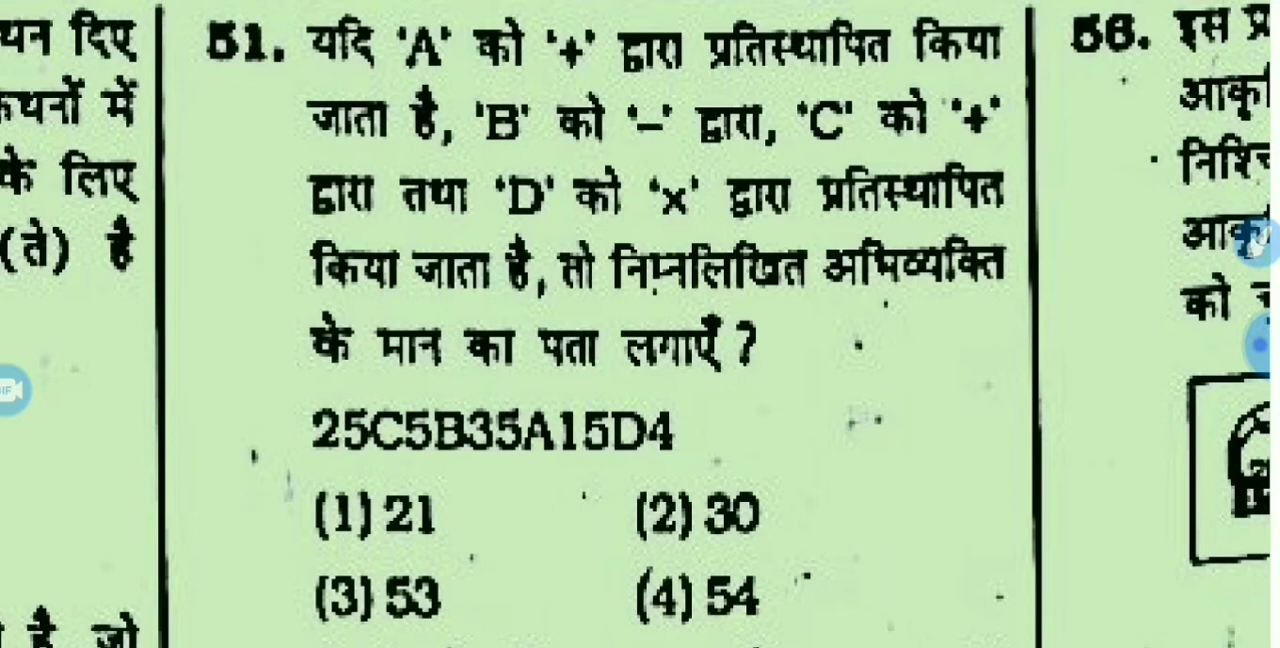 यन दिए
कथनों में
के लिए
(ते) है
है जो
51. यदि 'A' को '+' द्वारा प्रतिस्थापित किया
जाता है, 'B' को '–' द्वारा, 'C' को '+'
द्वारा तथा 'D' को 'x' द्वारा प्रतिस्थापित
किया जाता है, तो निम्नलिखित अभिव्यक्ति
के मान का पता लगाएँ ?
25C5B35A15D4
(1) 21 (2) 30
(3) 53 (4) 54
56. इस प्र
आकृ
निश्चि
को